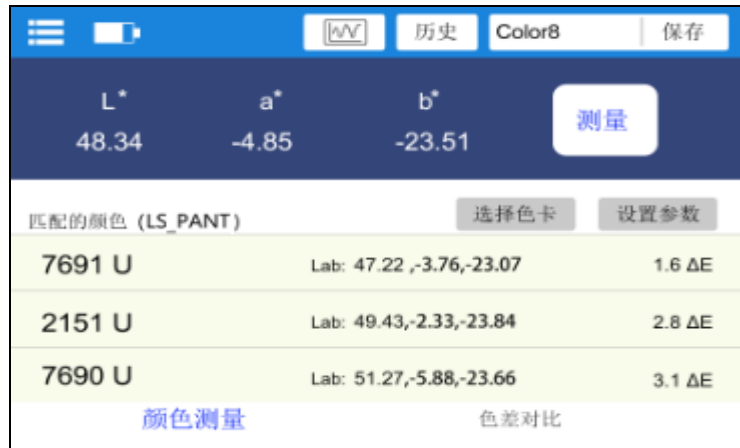 历史 Color8 保存
L* a* b*
48.34 -4.85 -23.51 测量
匹配的颜色 (LS_PANT) 选择色卡 设置参数
7691 U Lab: 47.22 ,-3.76,-23.07 1.6 ΔE
2151 U Lab: 49.43,-2.33,-23.84 2.8 ΔE
7690 U Lab: 51.27,-5.88,-23.66 3.1 ΔE
颜色测量 色差对比